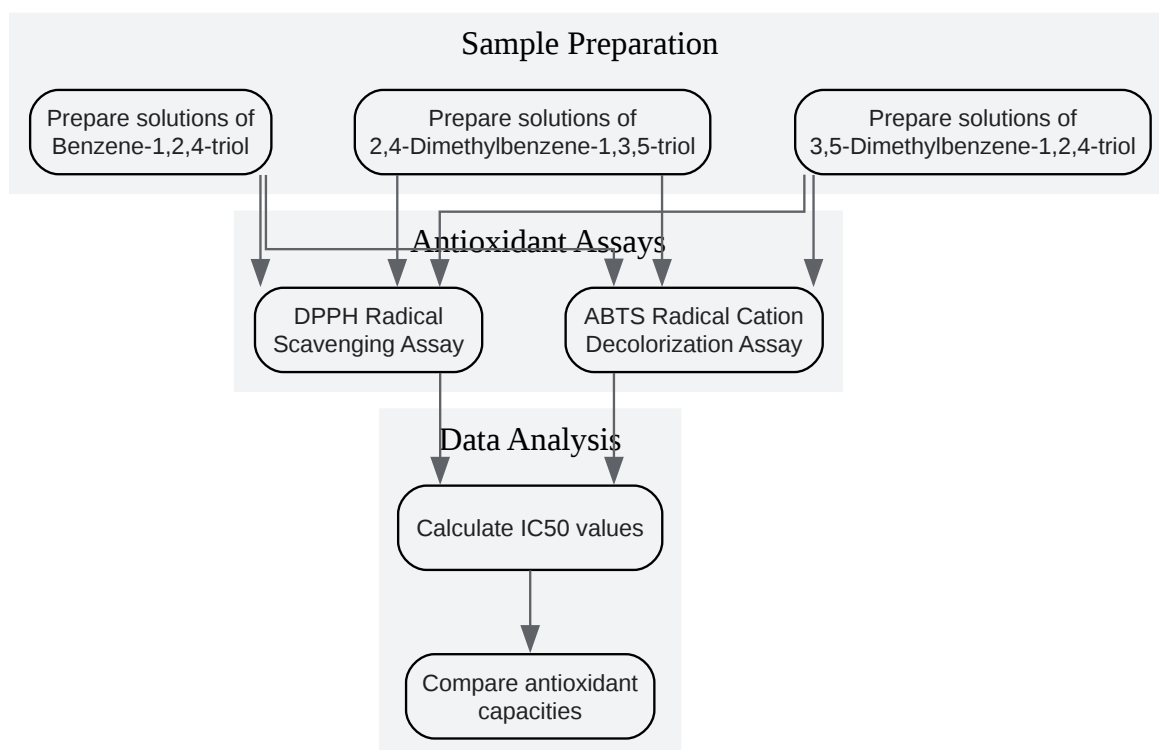 Sample Preparation
Prepare solutions of
Benzene-1,2,4-triol
Prepare solutions of
2,4-Dimethylbenzene-1,3,5-triol
Prepare solutions of
3,5-Dimethylbenzene-1,2,4-triol
Antioxidant Assays
DPPH Radical
Scavenging Assay
ABTS Radical Cation
Decolorization Assay
Data Analysis
Calculate IC50 values
Compare antioxidant
capacities